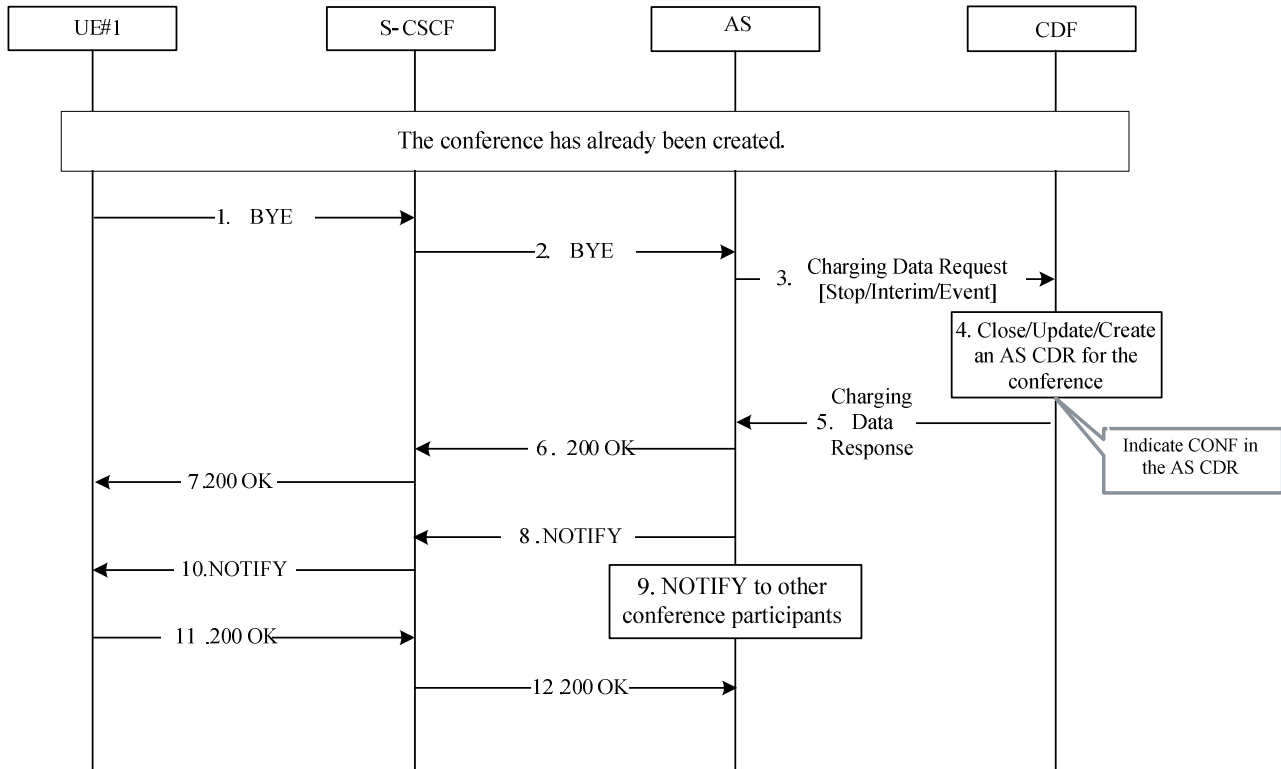 UE#1
S-CSCF
AS
CDF
The conference has already been created.
1. BYE
2. BYE
3. Charging Data Request
[Stop/Interim/Event]
4. Close/Update/Create
an AS CDR for the
conference
Charging
5. Data
Response
Indicate CONF in
the AS CDR
6. 200 OK
7.200 OK
8.NOTIFY
10.NOTIFY
9. NOTIFY to other
conference participants
11.200 OK
12.200 OK